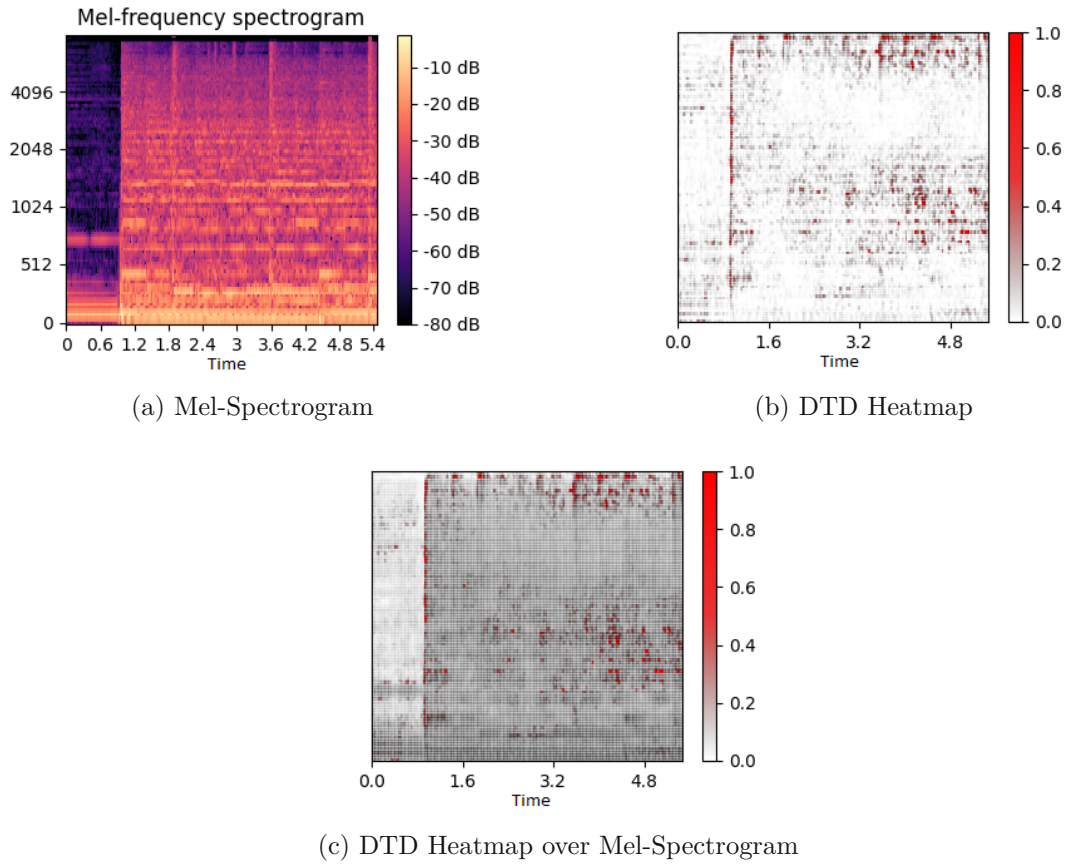 Mel-frequency spectrogram
4096
2048
1024
512
0
0 0.6 1.2 1.8 2.4 3 3.6 4.2 4.8 5.4
Time
-10 dB
-20 dB
-30 dB
-40 dB
-50 dB
-60 dB
-70 dB
-80 dB
(a) Mel-Spectrogram
0.0 1.6 3.2 4.8
Time
1.0
0.8
0.6
0.4
0.2
0.0
(b) DTD Heatmap
0.0 1.6 3.2 4.8
Time
1.0
0.8
0.6
0.4
0.2
0.0
(c) DTD Heatmap over Mel-Spectrogram